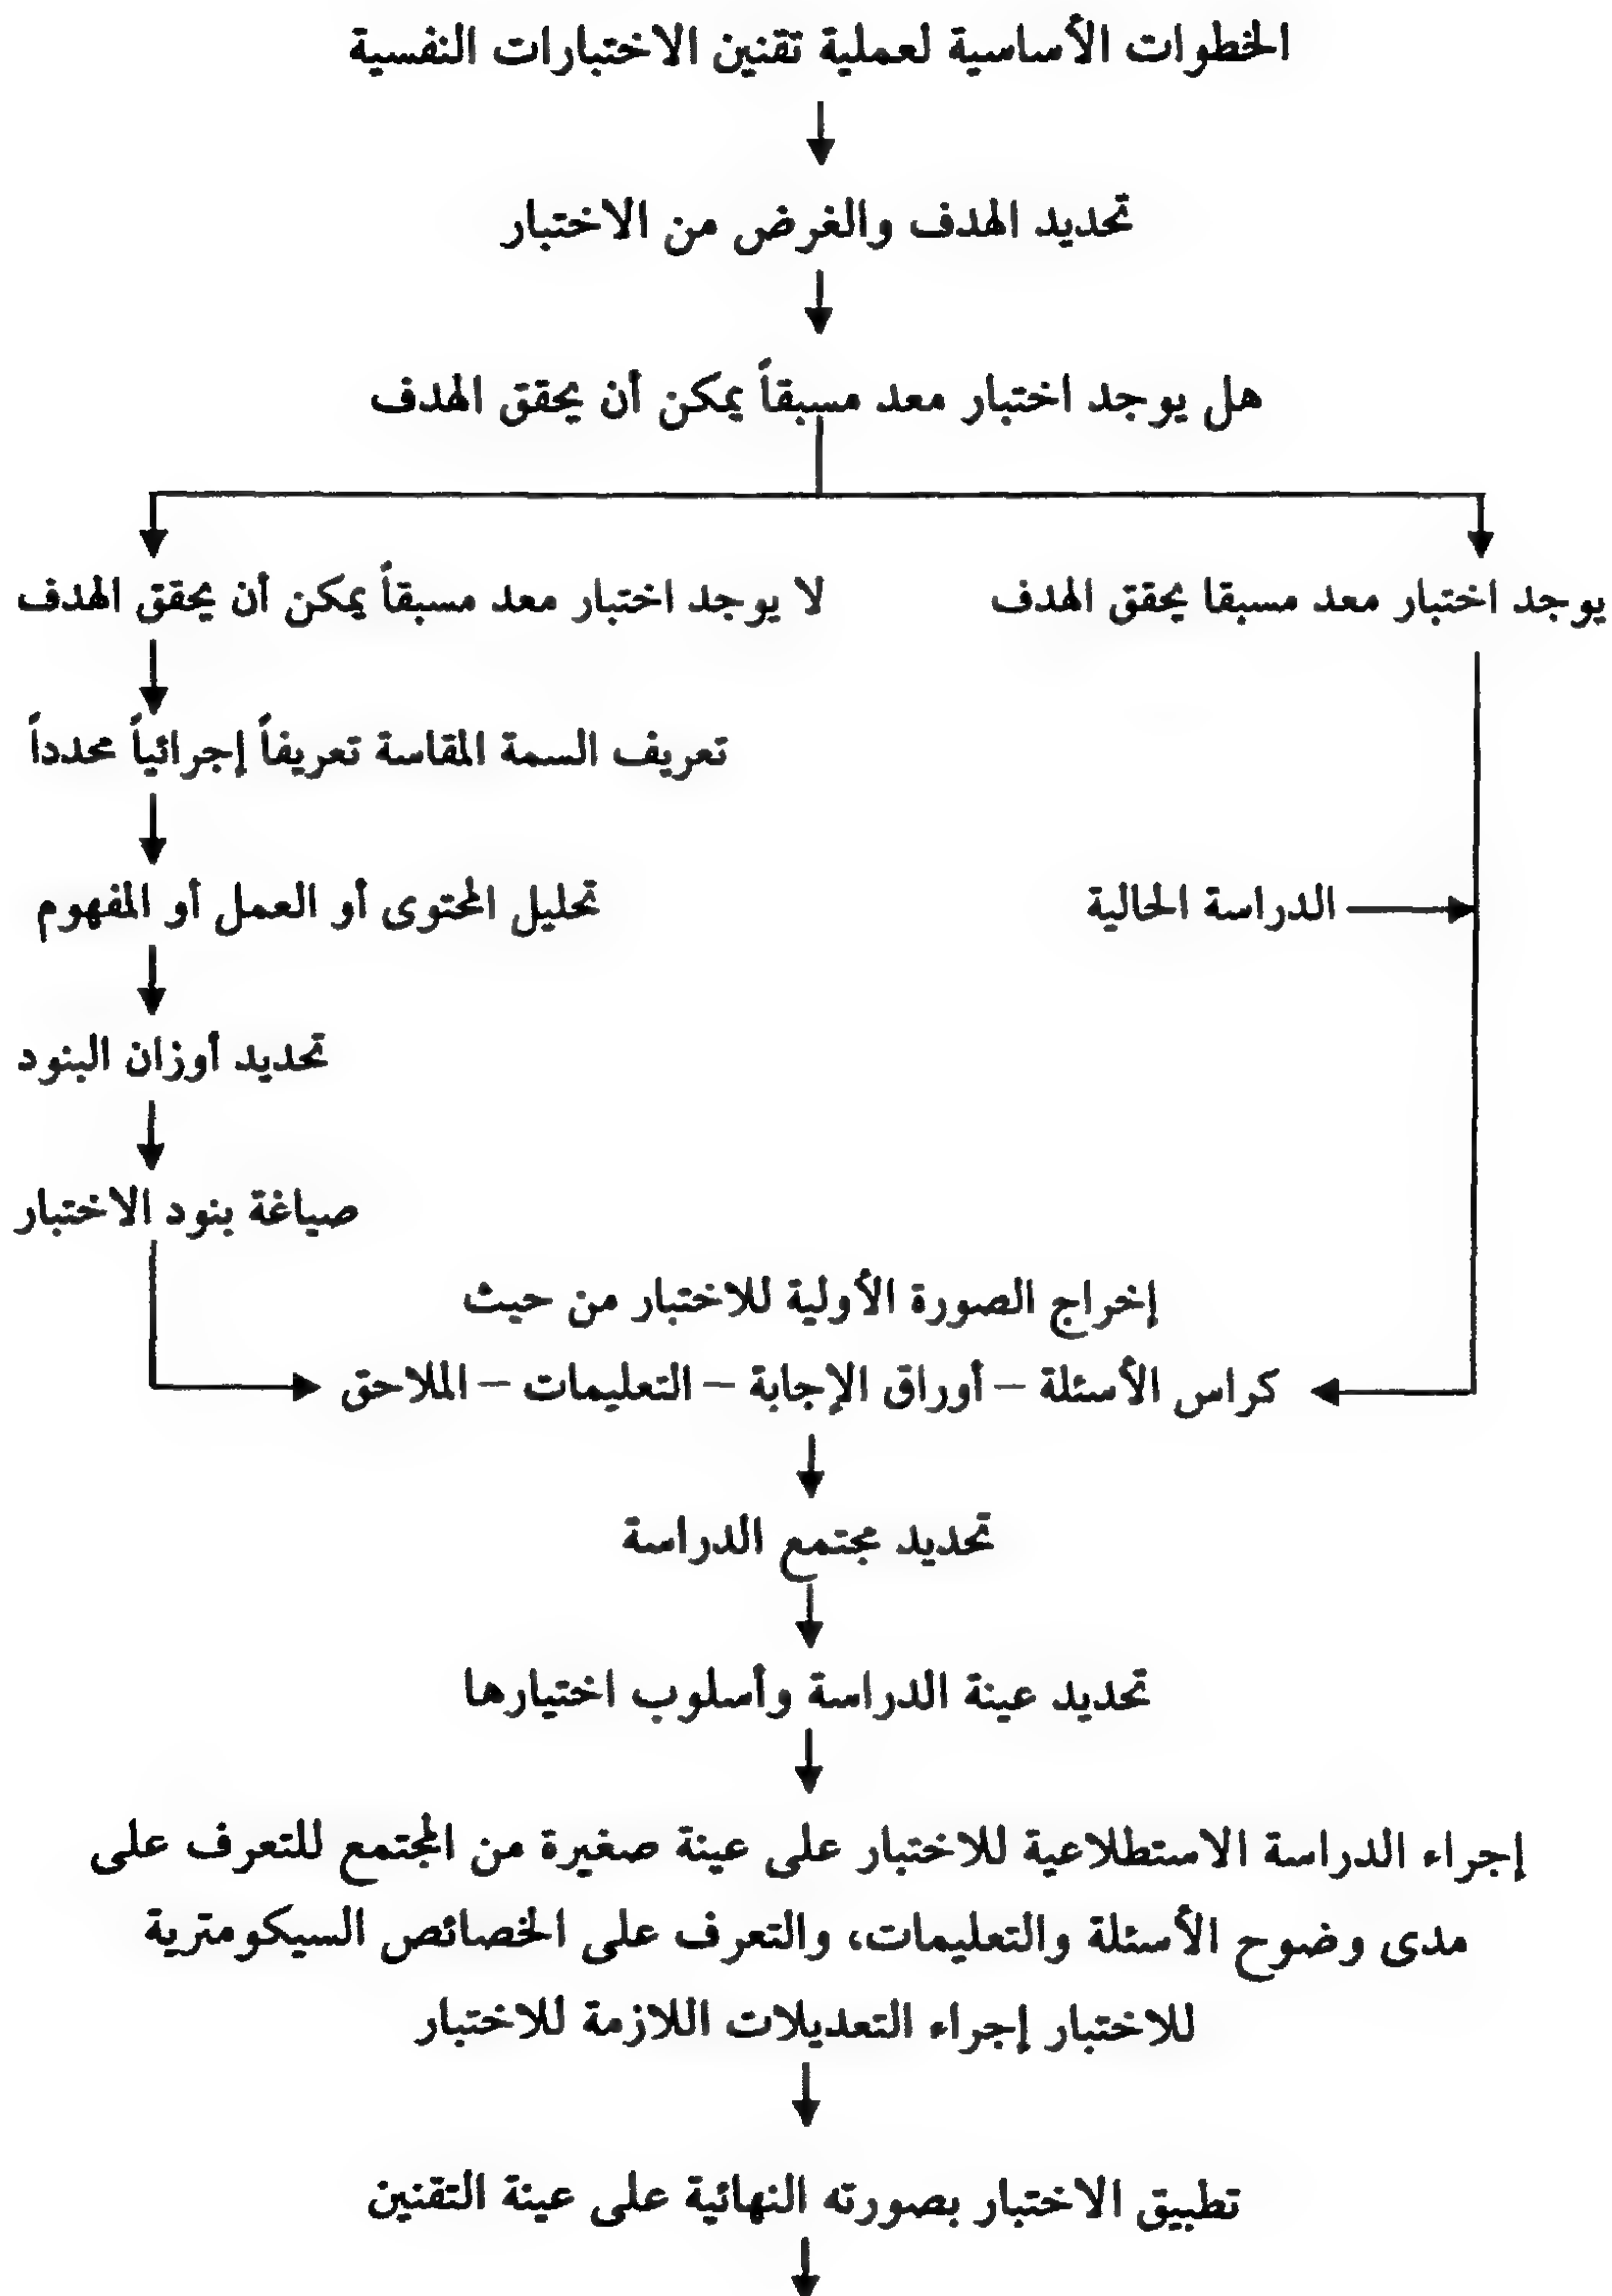 الخطوات الأساسية لعملية تقنين الاختبارات النفسية
تحديد الهدف والغرض من الاختبار
هل يوجد اختبار معد مسبقاً يمكن أن يحقق الهدف
يوجد اختبار معد مسبقا يحقق الهدف
لا يوجد اختبار معد مسبقاً يمكن أن يحقق الهدف
تعريف السمة المقاسة تعريفاً إجرائياً محدداً
الدراسة الحالية
تحليل المحتوى أو العمل أو المفهوم
تحديد أوزان البنود
صياغة بنود الاختبار
إخراج الصورة الأولية للاختبار من حيث
كراس الأسئلة – أوراق الإجابة – التعليمات – الملاحق
تحديد مجتمع الدراسة
تحديد عينة الدراسة وأسلوب اختيارها
إجراء الدراسة الاستطلاعية للاختبار على عينة صغيرة من المجتمع للتعرف على
مدى وضوح الأسئلة والتعليمات، والتعرف على الخصائص السيكومترية
للاختبار إجراء التعديلات اللازمة للاختبار
تطبيق الاختبار بصورته النهائية على عينة التقنين